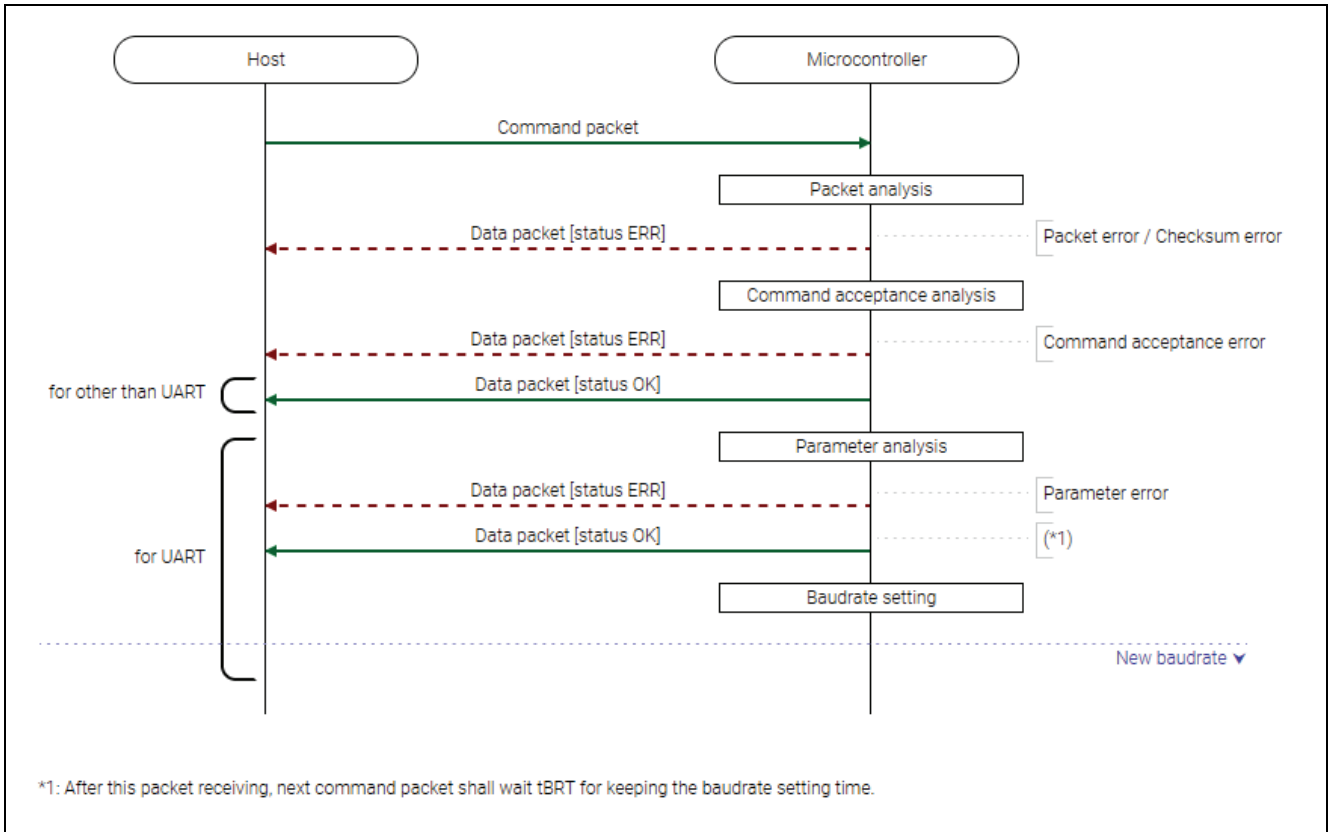 Host
Microcontroller
Command packet
Packet analysis
Data packet [status ERR]
Packet error / Checksum error
Command acceptance analysis
Data packet [status ERR]
Command acceptance error
Data packet [status OK]
for other than UART
Parameter analysis
Data packet [status ERR]
Parameter error
Data packet [status OK]
(*1)
for UART
Baudrate setting
New baudrate
*1: After this packet receiving, next command packet shall wait tBRT for keeping the baudrate setting time.